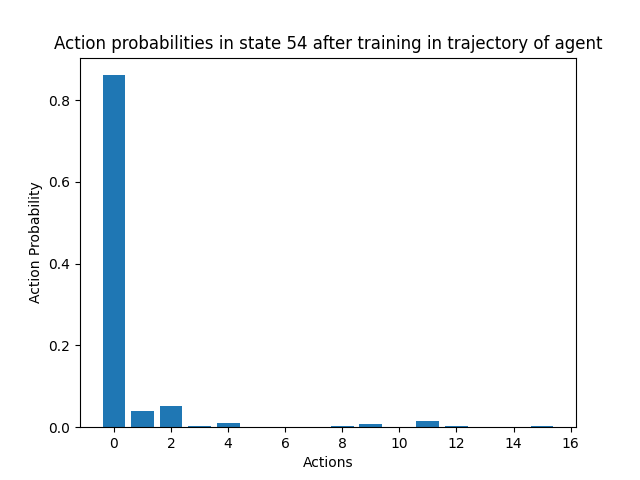 Action probabilities in state 54 after training in trajectory of agent
Action Probability
0.8
0.6
0.4
0.2
0.0
0 2 4 6 8 10 12 14 16
Actions